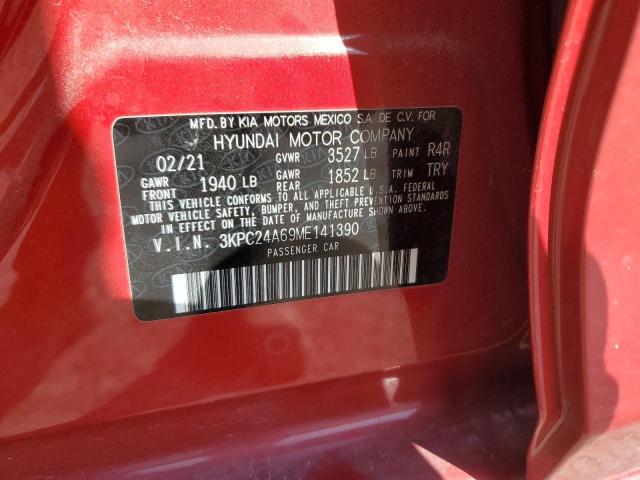 MFD. BY KIA MOTORS MEXICO S.A. DE C.V. FOR
HYUNDAI MOTOR COMPANY
02/21 GVWR 3527 LB PAINT R4R
GAWR FRONT 1940 LB GAWR REAR 1852 LB TRIM TRY
THIS VEHICLE CONFORMS TO ALL APPLICABLE U.S.A. FEDERAL
MOTOR VEHICLE SAFETY, BUMPER, AND THEFT PREVENTION STANDARDS
IN EFFECT ON THE DATE OF MANUFACTURE SHOWN ABOVE.
V.I.N. 3KPC24A69ME141390
PASSENGER CAR